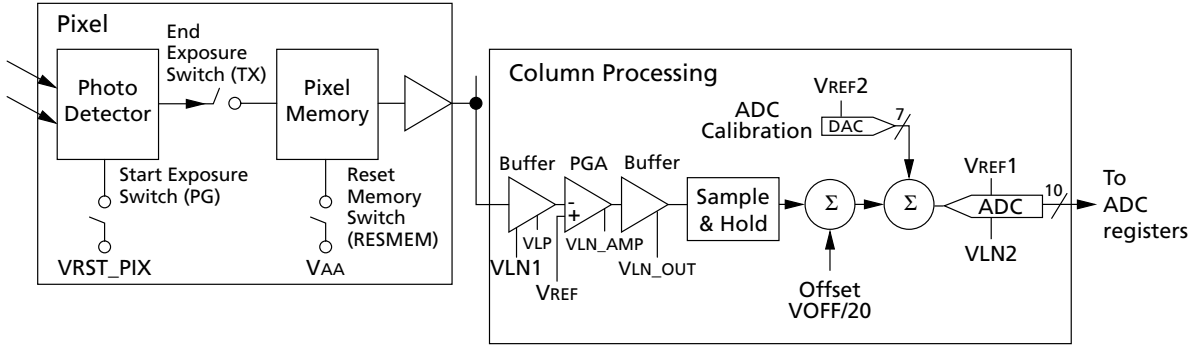 Pixel
End
Exposure
Switch (TX)
Photo
Detector
Pixel
Memory
Start Exposure
Switch (PG)
VRST_PIX
Reset
Memory
Switch
(RESMEM)
VAA
Column Processing
VREF2
ADC
Calibration
DAC
7
Buffer
PGA
Buffer
-
+
VLP
VLN1
VREF
VLN_AMP
VLN_OUT
Sample
& Hold
Σ
Σ
Offset
VOFF/20
VREF1
ADC
VLN2
10
To
ADC
registers